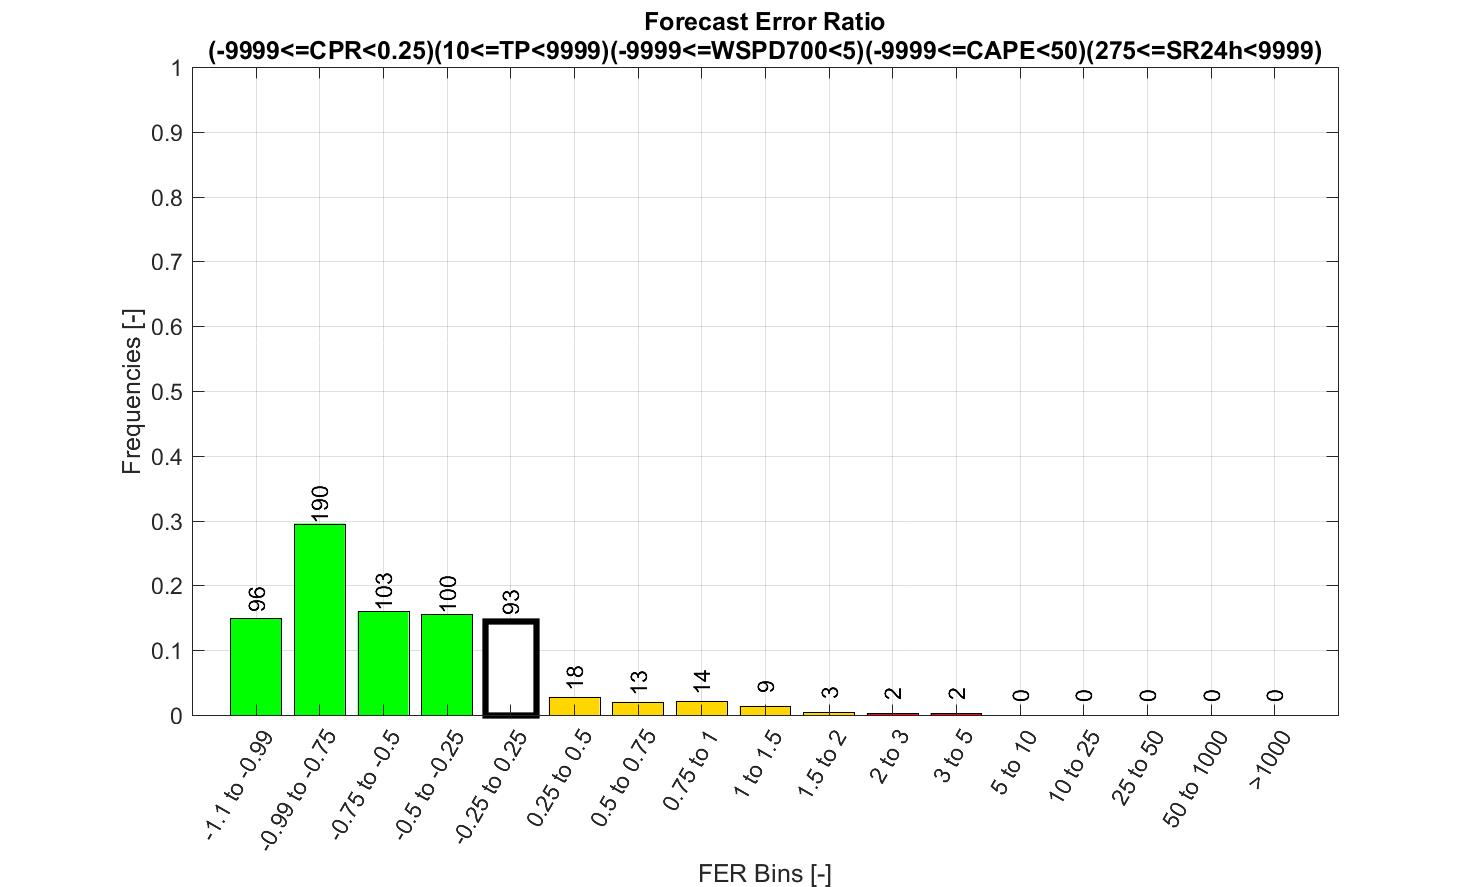 Forecast Error Ratio
(-9999<=CPR<0.25)(10<=TP<9999)(-9999<=WSPD700<5)(-9999<=CAPE<50)(275<=SR24h<9999)
1
0.9
0.8
0.7
0.6
0.5
0.4
0.3
0.2
0.1
0
Frequencies [-]
96
190
103
100
93
18
13
14
9
3
2
2
0
0
0
0
0
-1.1 to -0.99
-0.99 to -0.75
-0.75 to -0.5
-0.5 to -0.25
-0.25 to 0.25
0.25 to 0.5
0.5 to 0.75
0.75 to 1
1 to 1.5
1.5 to 2
2 to 3
3 to 5
5 to 10
10 to 25
25 to 50
50 to 1000
>1000
FER Bins [-]